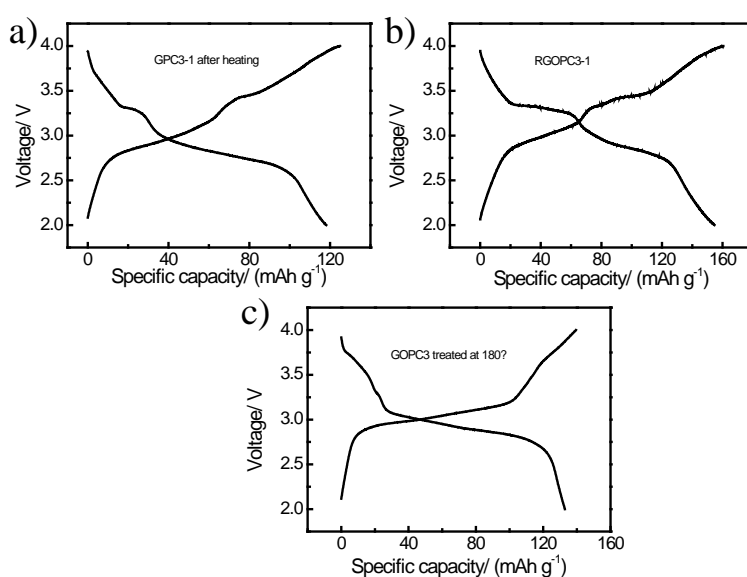 a)
GPC3-1 after heating
Voltage/ V
4.0
3.5
3.0
2.5
2.0
0 40 80 120
Specific capacity/ (mAh g⁻¹)
b)
RGOPC3-1
Voltage/ V
4.0
3.5
3.0
2.5
2.0
0 40 80 120 160
Specific capacity/ (mAh g⁻¹)
c)
GOPC3 treated at 180?
Voltage/ V
4.0
3.5
3.0
2.5
2.0
0 40 80 120 160
Specific capacity/ (mAh g⁻¹)